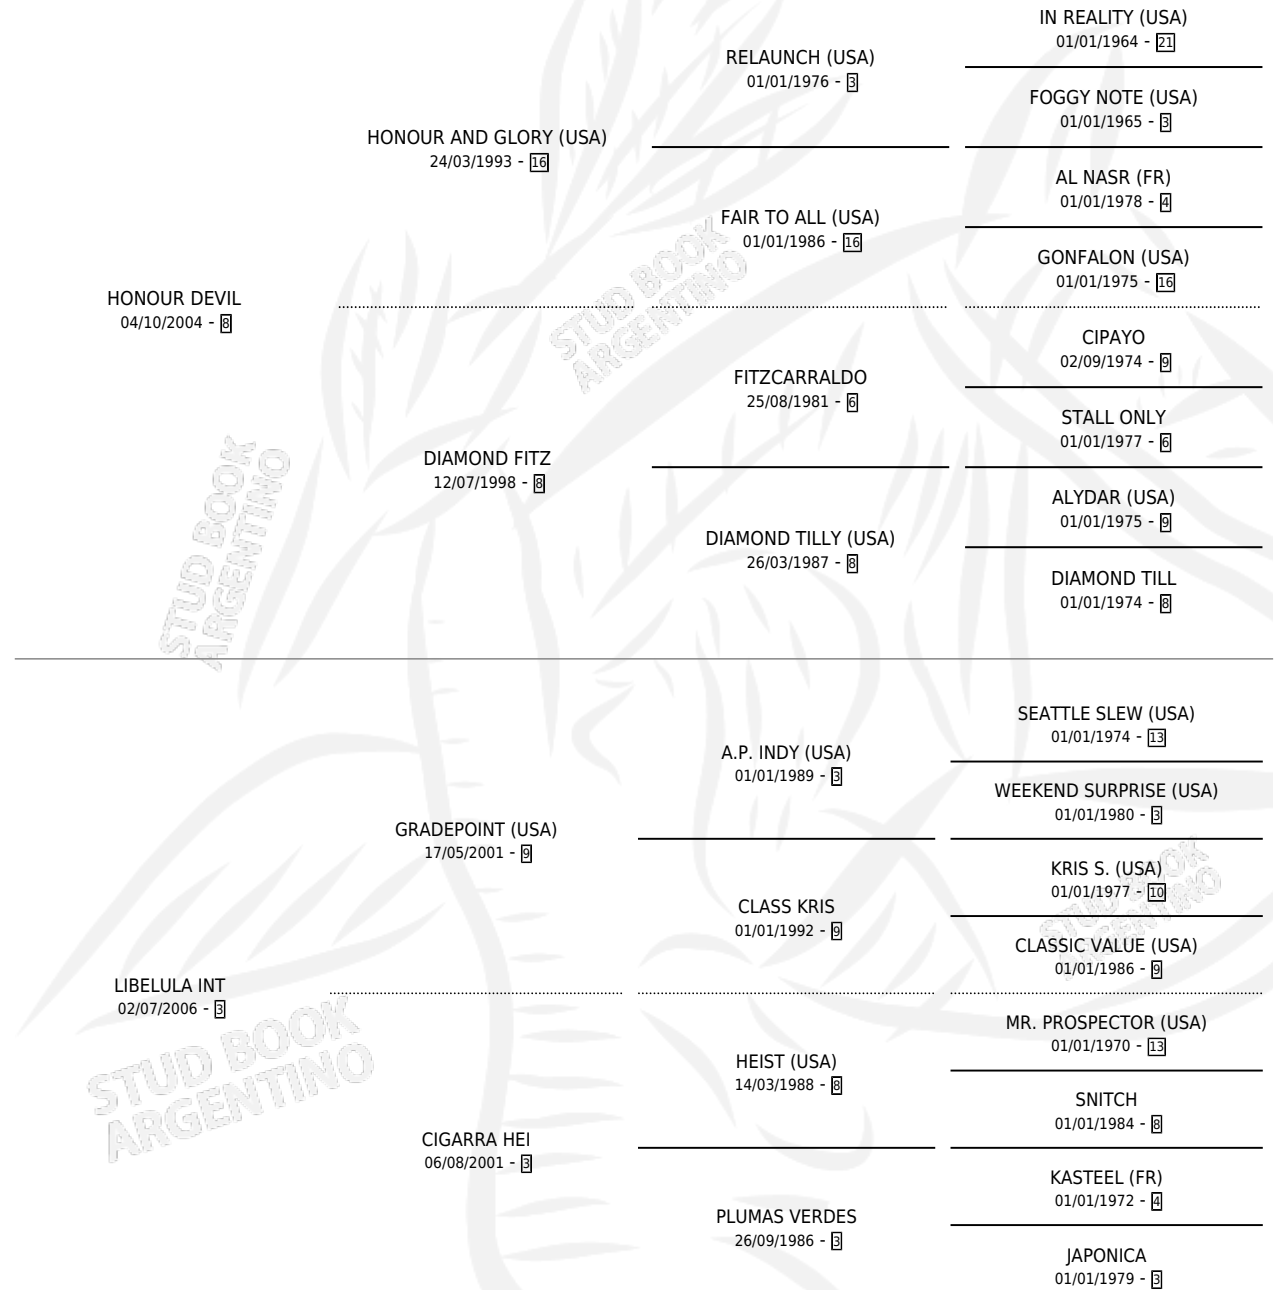 IN REALITY (USA)
01/01/1964 - 21
RELAUNCH (USA)
01/01/1976 - 3
FOGGY NOTE (USA)
01/01/1965 - 3
HONOUR AND GLORY (USA)
24/03/1993 - 16
AL NASR (FR)
01/01/1978 - 4
FAIR TO ALL (USA)
01/01/1986 - 16
GONFALON (USA)
01/01/1975 - 16
HONOUR DEVIL
04/10/2004 - 8
STUD BOOK
ARGENTINO
CIPAYO
02/09/1974 - 9
FITZCARRALDO
25/08/1981 - 6
STALL ONLY
01/01/1977 - 6
DIAMOND FITZ
12/07/1998 - 8
ALYDAR (USA)
01/01/1975 - 9
DIAMOND TILLY (USA)
26/03/1987 - 8
DIAMOND TILL
01/01/1974 - 8
STUD BOOK
ARGENTINO
SEATTLE SLEW (USA)
01/01/1974 - 13
A.P. INDY (USA)
01/01/1989 - 3
WEEKEND SURPRISE (USA)
01/01/1980 - 3
GRADEPOINT (USA)
17/05/2001 - 9
KRIS S. (USA)
01/01/1977 - 10
STUD BOOK
ARGENTINO
CLASS KRIS
01/01/1992 - 9
CLASSIC VALUE (USA)
01/01/1986 - 9
LIBELULA INT
02/07/2006 - 3
STUD BOOK
ARGENTINO
MR. PROSPECTOR (USA)
01/01/1970 - 13
HEIST (USA)
14/03/1988 - 8
SNITCH
01/01/1984 - 8
CIGARRA HEI
06/08/2001 - 3
KASTEEL (FR)
01/01/1972 - 4
PLUMAS VERDES
26/09/1986 - 3
JAPONICA
01/01/1979 - 3